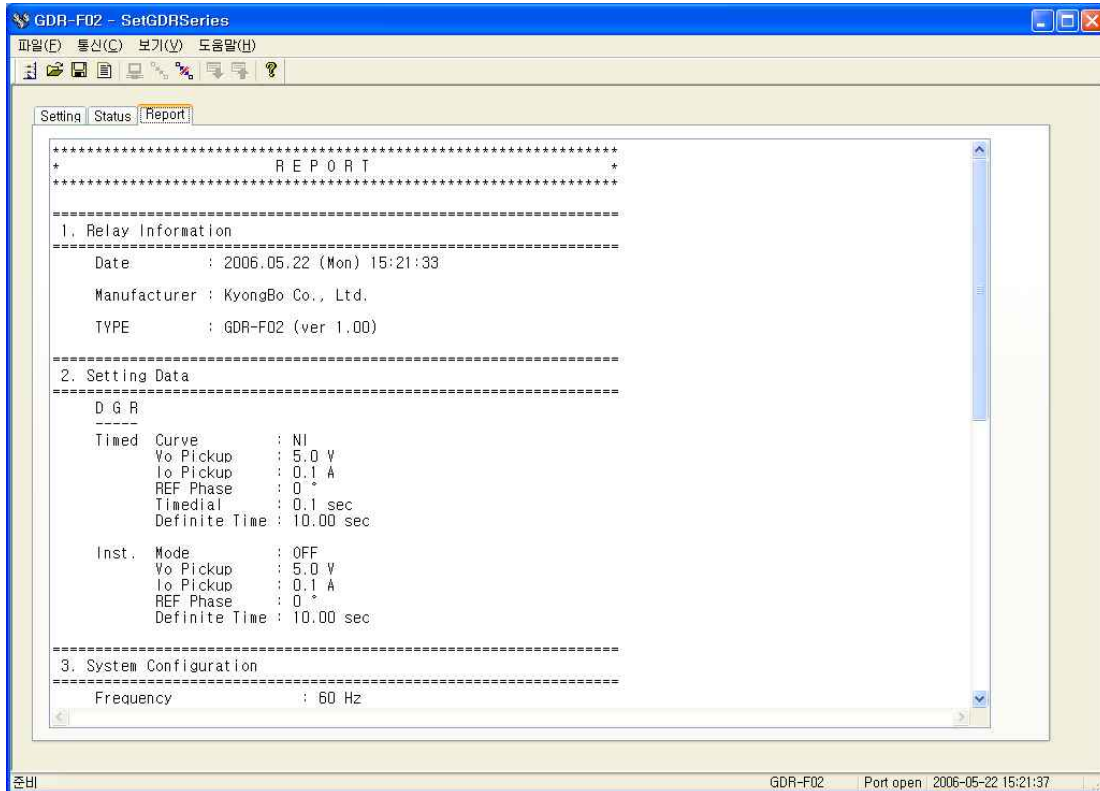 GDR-F02 - SetGDRSeries
파일(F) 통신(C) 보기(V) 도움말(H)
Setting Status Report
******************************************************************
* R E P O R T *
******************************************************************
==================================================================
1. Relay Information
==================================================================
Date : 2006.05.22 (Mon) 15:21:33
Manufacturer : KyongBo Co., Ltd.
TYPE : GDR-F02 (ver 1.00)
==================================================================
2. Setting Data
==================================================================
D G R
-----
Timed Curve : NI
Vo Pickup : 5.0 V
Io Pickup : 0.1 A
REF Phase : 0 °
Timedial : 0.1 sec
Definite Time : 10.00 sec
Inst. Mode : OFF
Vo Pickup : 5.0 V
Io Pickup : 0.1 A
REF Phase : 0 °
Definite Time : 10.00 sec
==================================================================
3. System Configuration
==================================================================
Frequency : 60 Hz
준비 GDR-F02 Port open 2006-05-22 15:21:37